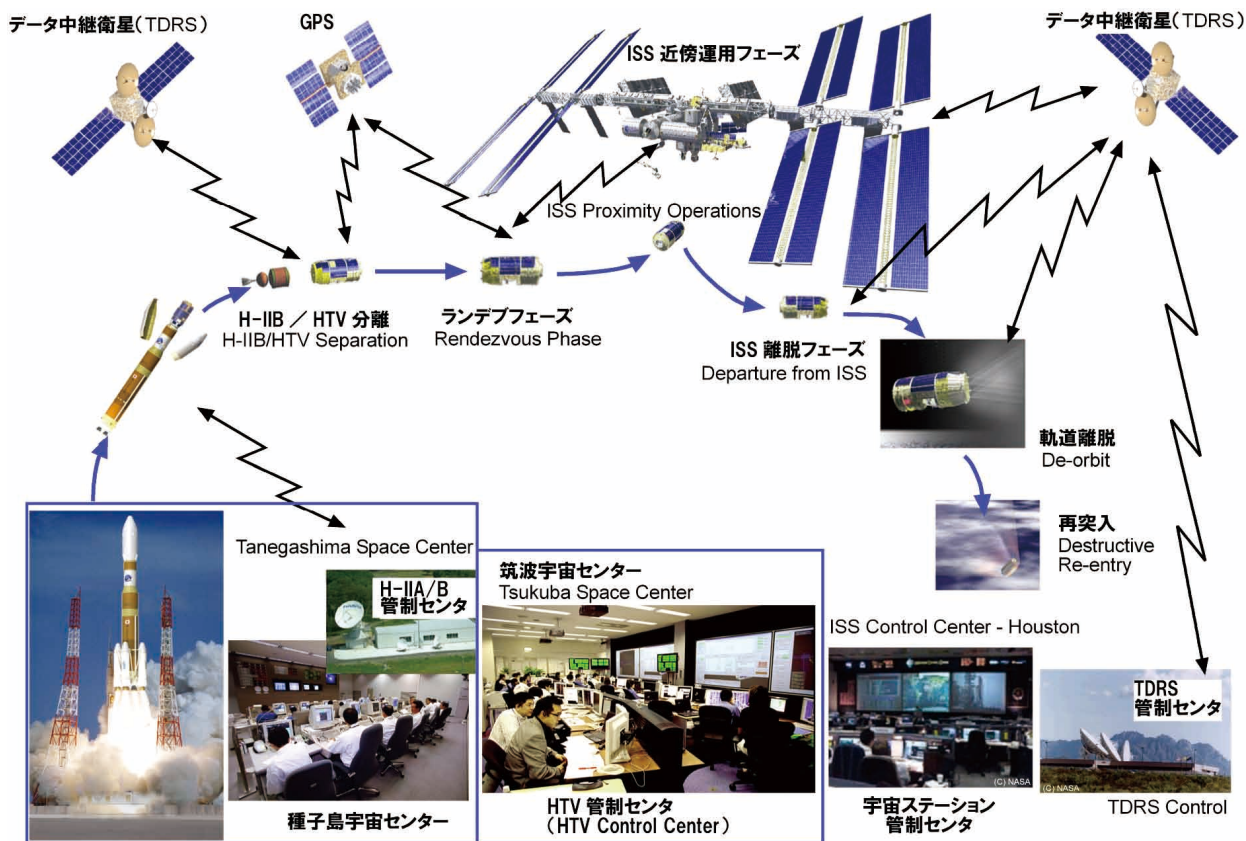 データ中継衛星(TDRS)
GPS
ISS 近傍運用フェーズ
データ中継衛星(TDRS)
ISS Proximity Operations
H-IIB ／ HTV 分離
H-IIB/HTV Separation
ランデブフェーズ
Rendezvous Phase
ISS 離脱フェーズ
Departure from ISS
軌道離脱
De-orbit
再突入
Destructive
Re-entry
Tanegashima Space Center
H-IIA/B
管制センタ
種子島宇宙センター
筑波宇宙センター
Tsukuba Space Center
HTV 管制センタ
(HTV Control Center)
ISS Control Center - Houston
(C) NASA
宇宙ステーション
管制センタ
TDRS
管制センタ
(C) NASA
TDRS Control